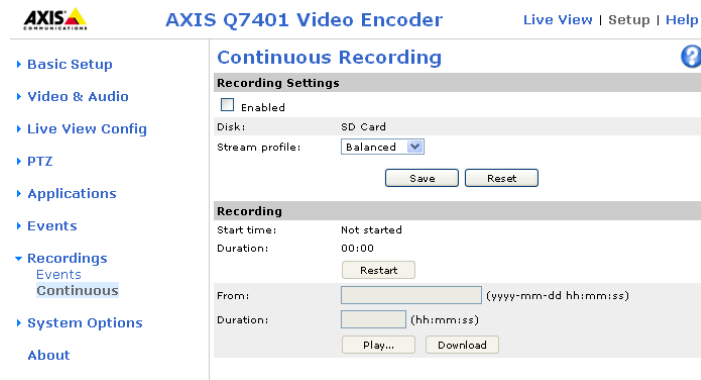 AXIS
COMMUNICATIONS
AXIS Q7401 Video Encoder
Live View | Setup | Help
Basic Setup
Video & Audio
Live View Config
PTZ
Applications
Events
Recordings
Events
Continuous
System Options
About
Continuous Recording
?
Recording Settings
Enabled
Disk: SD Card
Stream profile: Balanced
Save Reset
Recording
Start time: Not started
Duration: 00:00
Restart
From: (yyyy-mm-dd hh:mm:ss)
Duration: (hh:mm:ss)
Play... Download